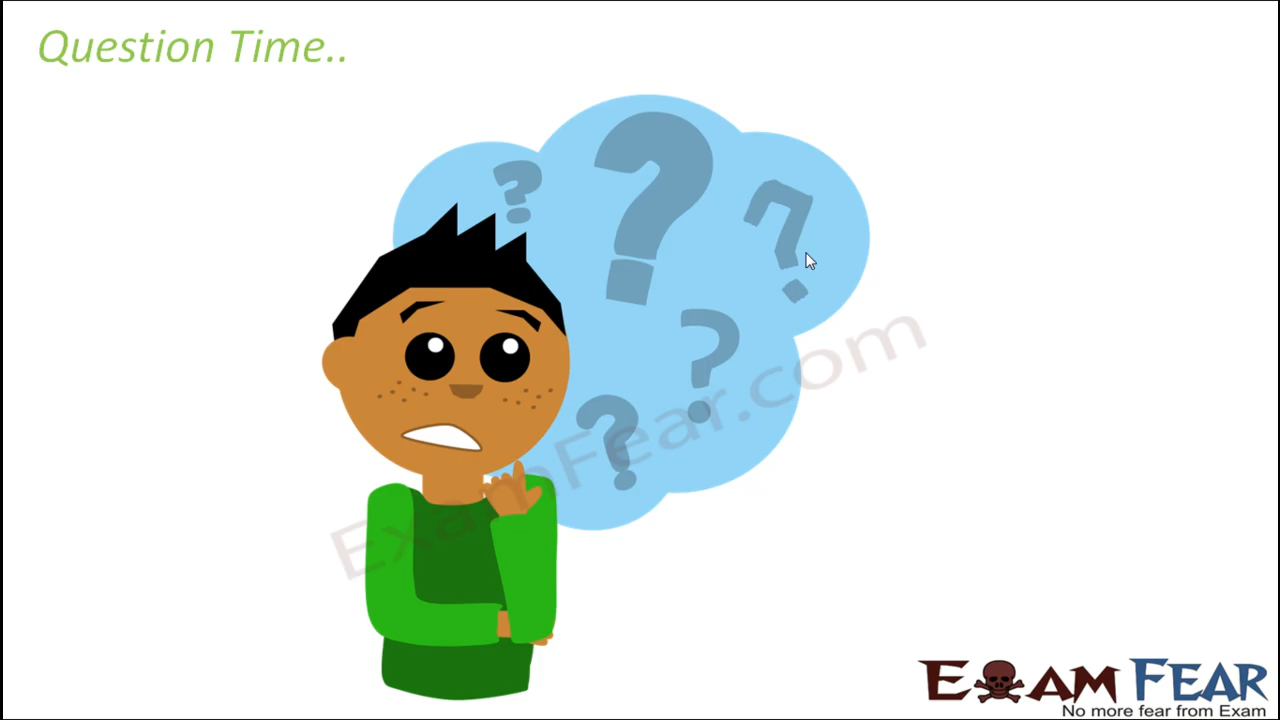 Question Time..
? ? ?
?
?
ExamFear.com
EXAM FEAR
No more fear from Exam